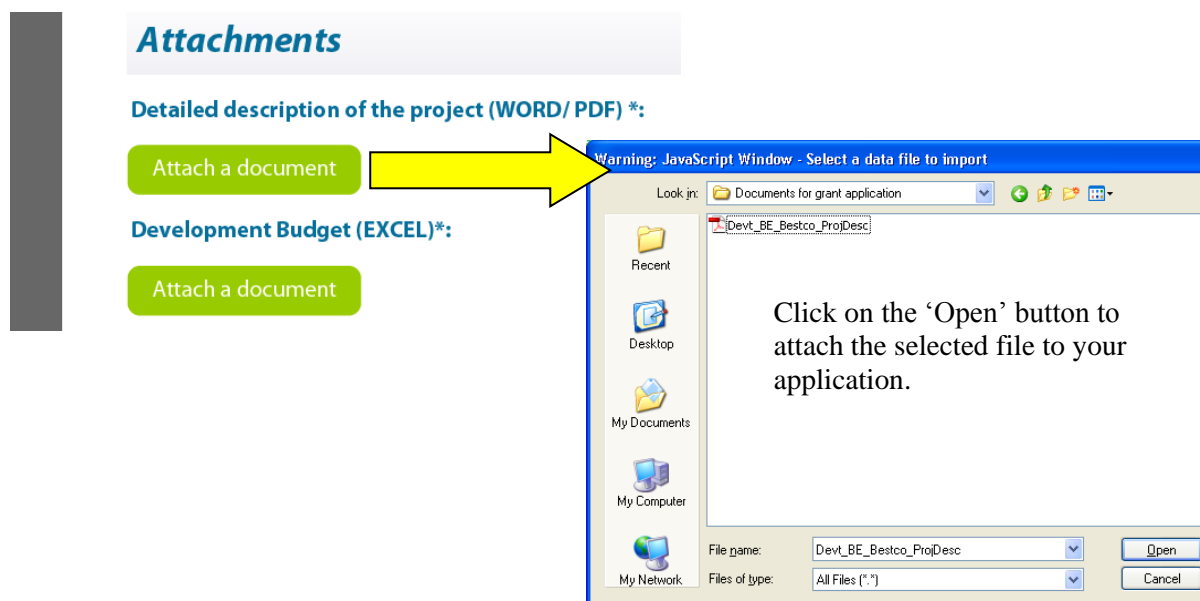 Attachments
Detailed description of the project (WORD/ PDF) *:
Attach a document
Development Budget (EXCEL)*:
Attach a document
Warning: JavaScript Window - Select a data file to import
Look in: Documents for grant application
Devt_BE_Bestco_ProjDesc
Recent
Desktop
My Documents
My Computer
My Network
Click on the ‘Open’ button to
attach the selected file to your
application.
File name: Devt_BE_Bestco_ProjDesc Open
Files of type: All Files (*.*) Cancel